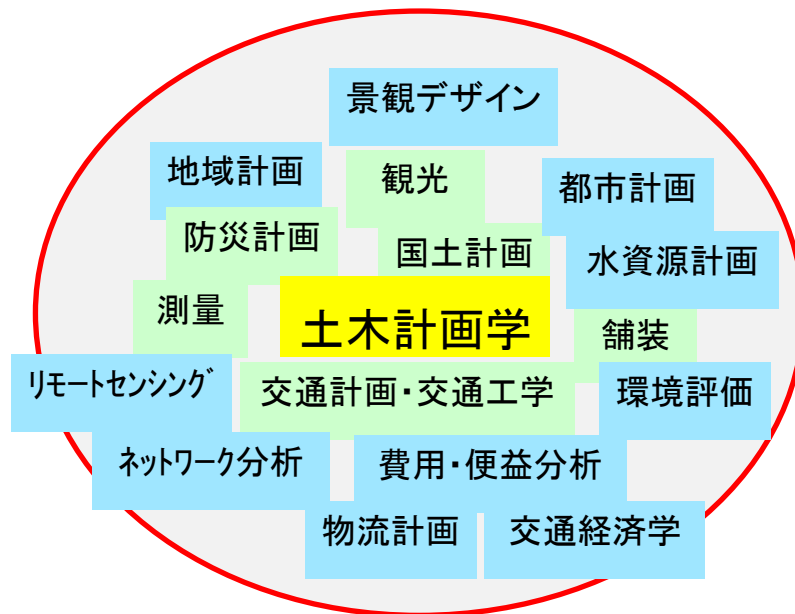 景観デザイン
地域計画
観光
都市計画
防災計画
国土計画
水資源計画
測量
土木計画学
舗装
リモートセンシング
交通計画・交通工学
環境評価
ネットワーク分析
費用・便益分析
物流計画
交通経済学